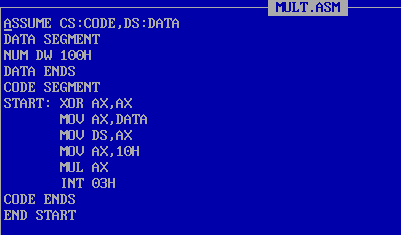 MULT.ASM
ASSUME CS:CODE,DS:DATA
DATA SEGMENT
NUM DW 100H
DATA ENDS
CODE SEGMENT
START: XOR AX,AX
MOV AX,DATA
MOV DS,AX
MOV AX,10H
MUL AX
INT 03H
CODE ENDS
END START